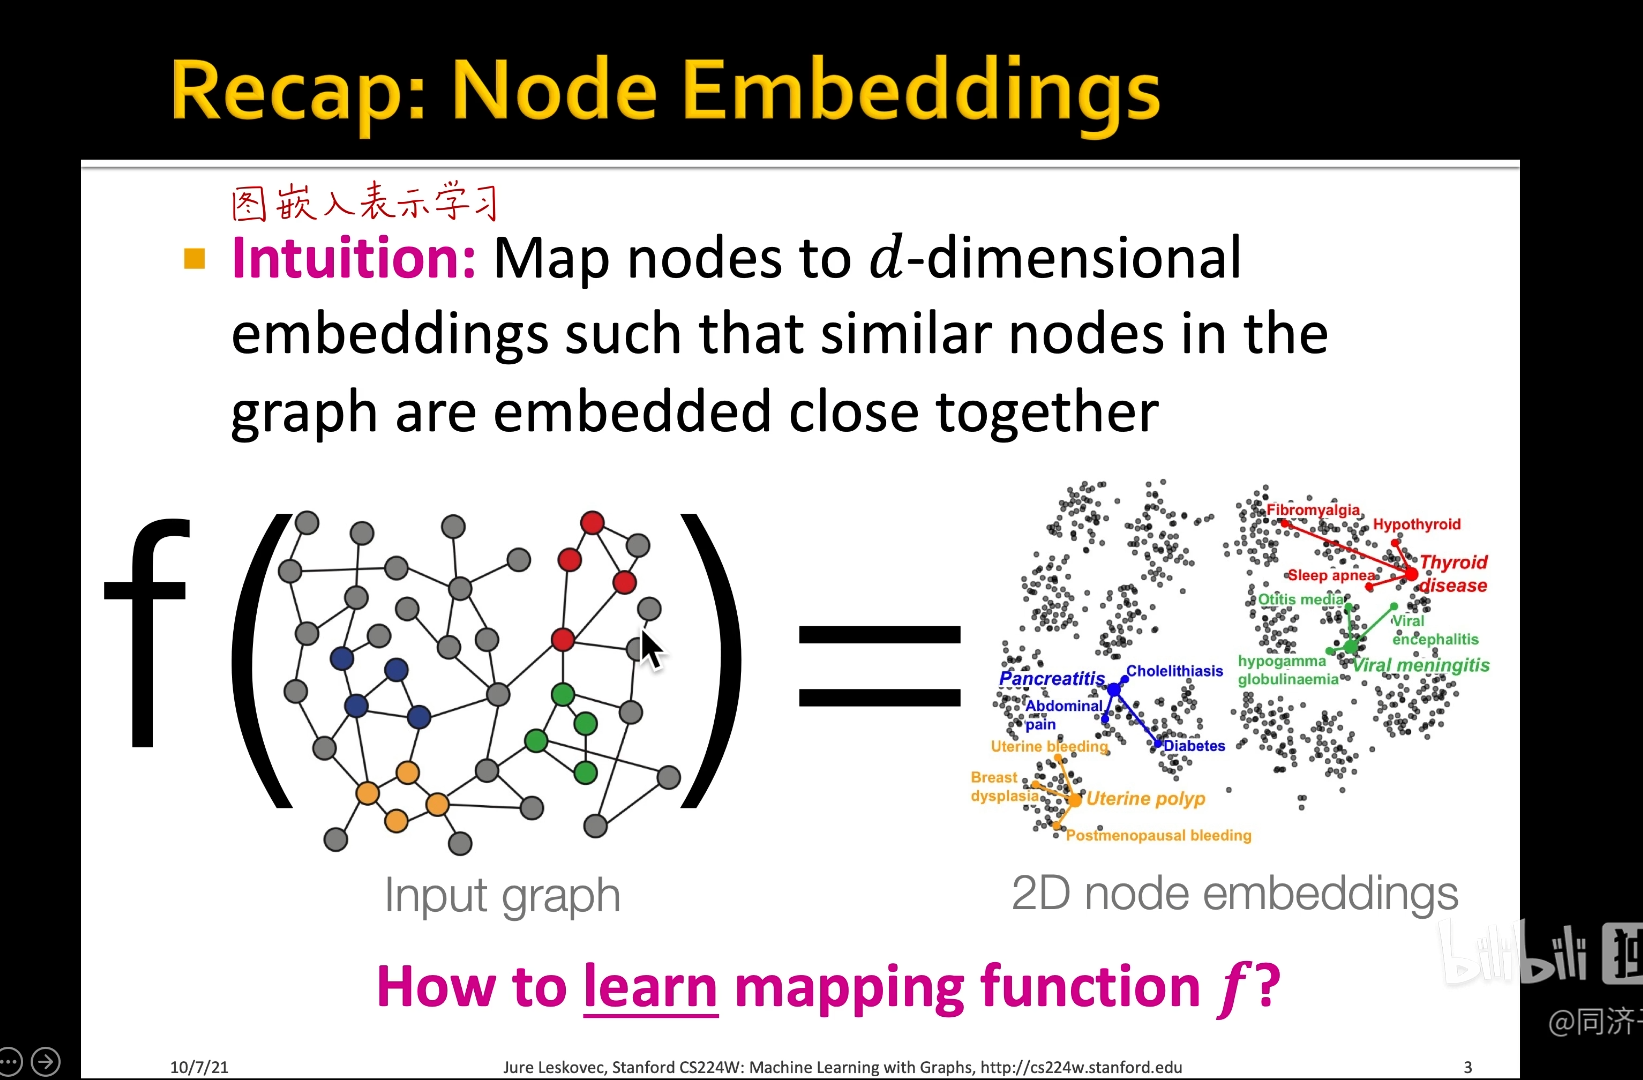 Recap: Node Embeddings
图嵌入表示学习
Intuition: Map nodes to d-dimensional
embeddings such that similar nodes in the
graph are embedded close together
f( ) =
Fibromyalgia
Hypothyroid
Thyroid
disease
Sleep apnea
Otitis media
Viral
encephalitis
hypogamma
globulinaemia
Viral meningitis
Pancreatitis
Cholelithiasis
Abdominal
pain
Diabetes
Uterine bleeding
Breast
dysplasia
Uterine polyp
Postmenopausal bleeding
Input graph
2D node embeddings
How to learn mapping function f?
bilibili 独
@同济
10/7/21
Jure Leskovec, Stanford CS224W: Machine Learning with Graphs, http://cs224w.stanford.edu
3